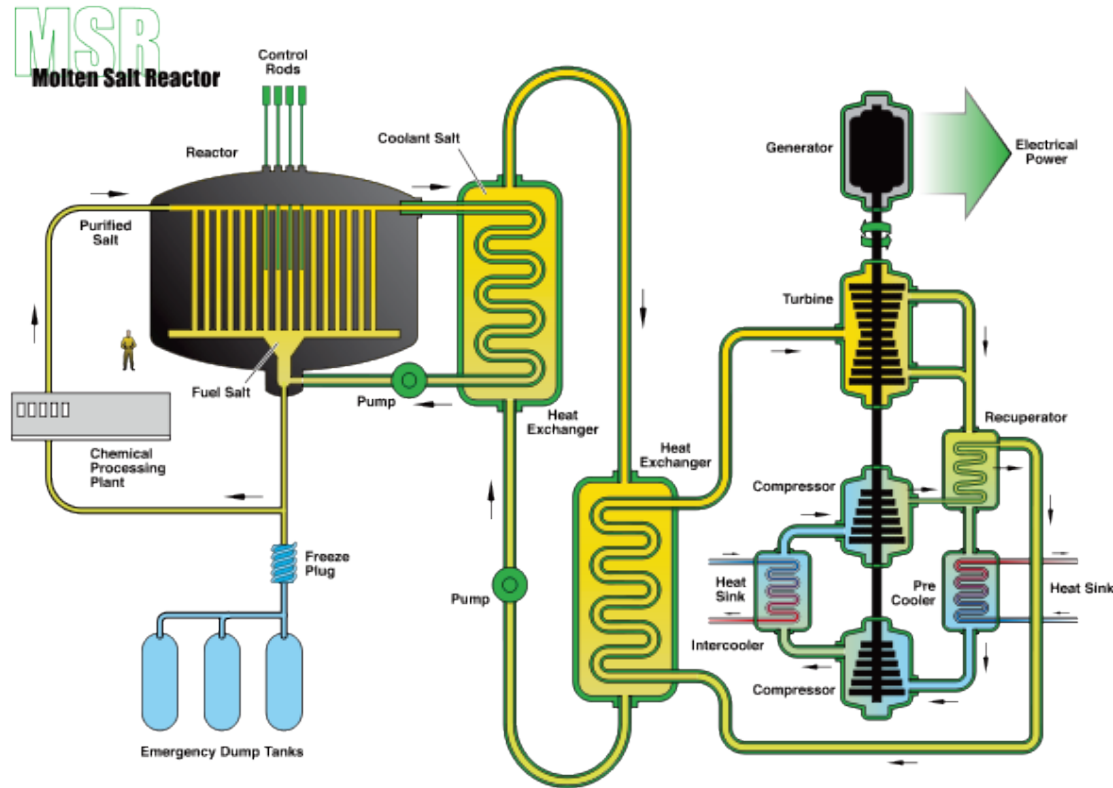 MSR
Molten Salt Reactor
Control
Rods
Reactor
Coolant Salt
Purified
Salt
Fuel Salt
Pump
Heat
Exchanger
Chemical
Processing
Plant
Freeze
Plug
Emergency Dump Tanks
Pump
Heat
Exchanger
Generator
Electrical
Power
Turbine
Recuperator
Compressor
Heat
Sink
Pre
Cooler
Heat Sink
Intercooler
Compressor